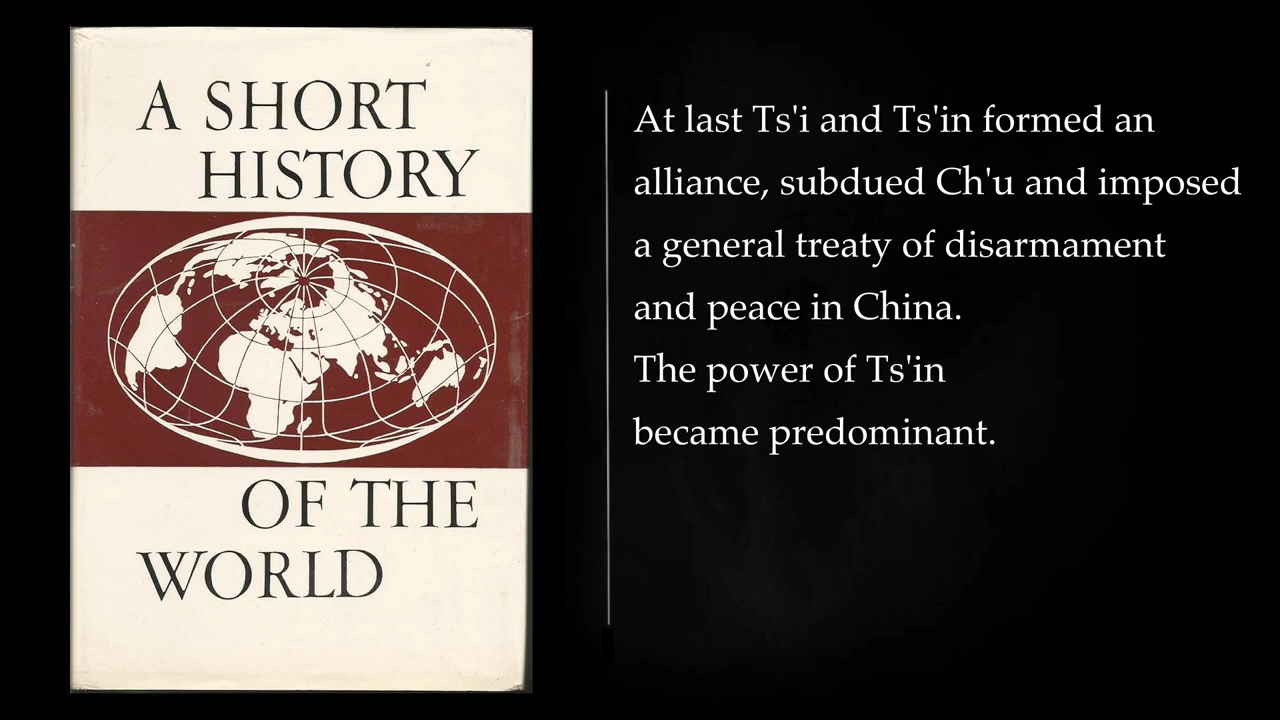 A SHORT
HISTORY
OF THE
WORLD
At last Ts'i and Ts'in formed an
alliance, subdued Ch'u and imposed
a general treaty of disarmament
and peace in China.
The power of Ts'in
became predominant.